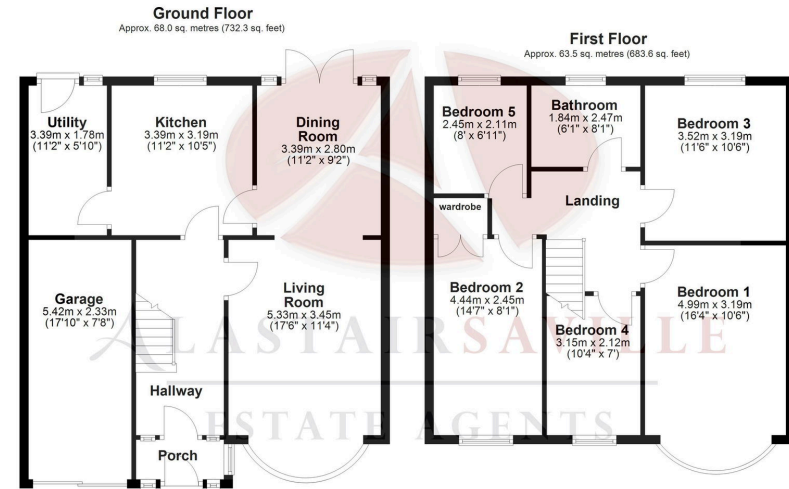 Ground Floor
Approx. 68.0 sq. metres (732.3 sq. feet)
Utility
3.39m x 1.78m
(11'2" x 5'10")
Kitchen
3.39m x 3.19m
(11'2" x 10'5")
Dining
Room
3.39m x 2.80m
(11'2" x 9'2")
Garage
5.42m x 2.33m
(17'10" x 7'8")
Living
Room
5.33m x 3.45m
(17'6" x 11'4")
Hallway
Porch
First Floor
Approx. 63.5 sq. metres (683.6 sq. feet)
Bedroom 5
2.45m x 2.11m
(8' x 6'11")
Bathroom
1.84m x 2.47m
(6'1" x 8'1")
Bedroom 3
3.52m x 3.19m
(11'6" x 10'6")
wardrobe
Landing
Bedroom 2
4.44m x 2.45m
(14'7" x 8'1")
Bedroom 4
3.15m x 2.12m
(10'4" x 7')
Bedroom 1
4.99m x 3.19m
(16'4" x 10'6")
ALASTAIRSAVILLE
ESTATE AGENTS